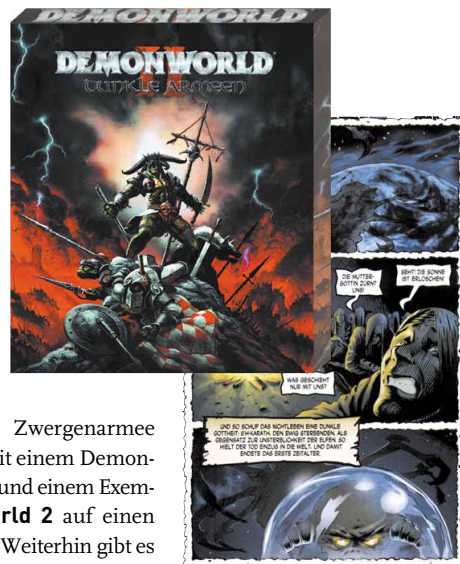 DEMONWORLD
DEMONWORLD
II
DUNKLE ARMEEN
DIE MUTTER-
GOTTIN ZÜRNT
UNS!
SEHT! DIE SONNE
IST ERLOSCHEN!
WAS GESCHIEHT
NUR MIT UNS?
UND SO SCHUF DAS NICHTLEBEN EINE DUNKLE
GOTTHEIT: S'H-KARATH, DEN EWIG STERBENDEN. ALS
GEGENSATZ ZUR UNSTERBLICHKEIT DER ELFEN. SO
HIELT DER TOD EINZUG IN DIE WELT, UND DAMIT
ENDETE DAS ERSTE ZEITALTER.
Zwergenarmee
it einem Demon-
und einem Exem-
rld 2 auf einen
Weiterhin gibt es